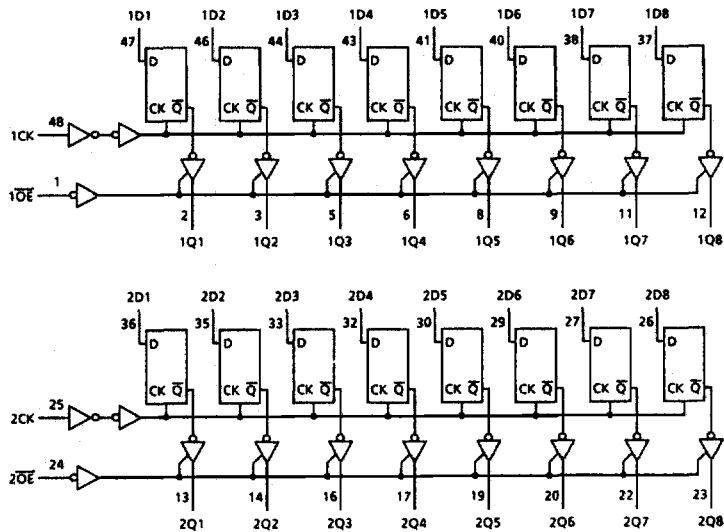 1D1 1D2 1D3 1D4 1D5 1D6 1D7 1D8
47 46 44 43 41 40 38 37
D D D D D D D D
CK Q̅ CK Q̅ CK Q̅ CK Q̅ CK Q̅ CK Q̅ CK Q̅ CK Q̅
48
1CK
1
1O̅E̅
2 3 5 6 8 9 11 12
1Q1 1Q2 1Q3 1Q4 1Q5 1Q6 1Q7 1Q8
2D1 2D2 2D3 2D4 2D5 2D6 2D7 2D8
36 35 33 32 30 29 27 26
D D D D D D D D
CK Q̅ CK Q̅ CK Q̅ CK Q̅ CK Q̅ CK Q̅ CK Q̅ CK Q̅
25
2CK
24
2O̅E̅
13 14 16 17 19 20 22 23
2Q1 2Q2 2Q3 2Q4 2Q5 2Q6 2Q7 2Q8